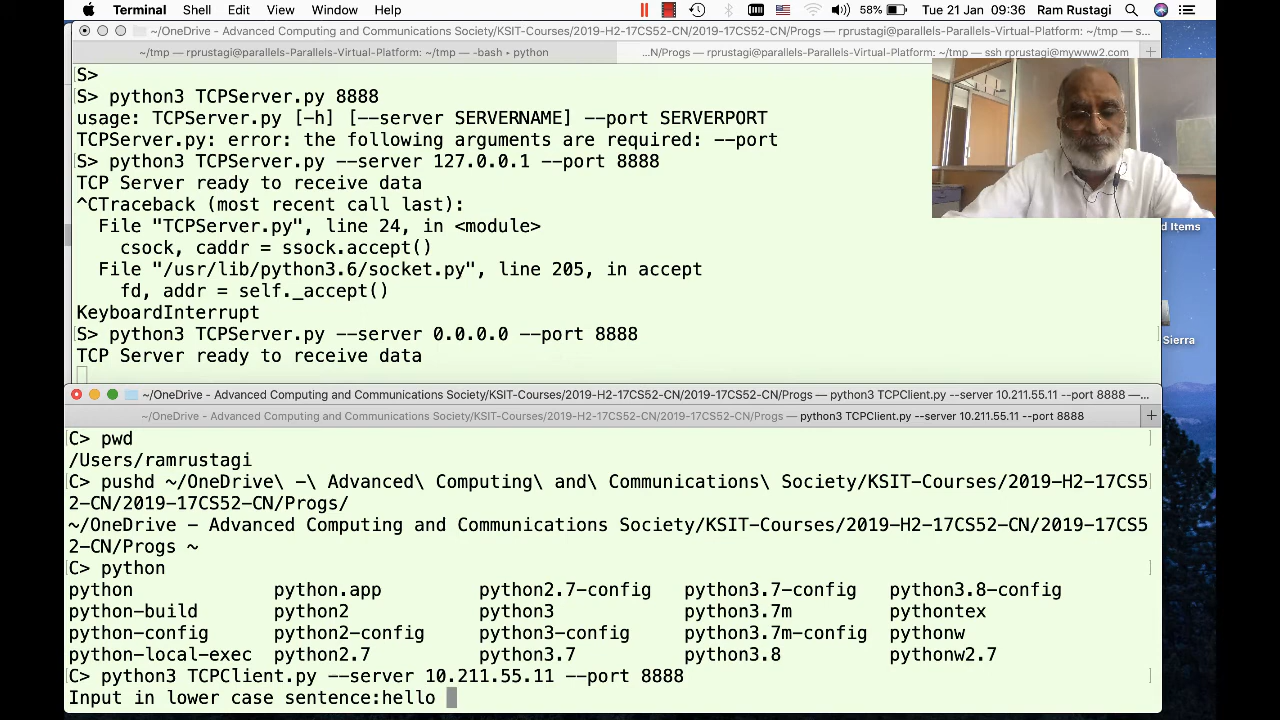 Terminal Shell Edit View Window Help 58% Tue 21 Jan 09:36 Ram Rustagi
~/OneDrive - Advanced Computing and Communications Society/KSIT-Courses/2019-H2-17CS52-CN/2019-17CS52-CN/Progs — rprustagi@parallels-Parallels-Virtual-Platform: ~/tmp — s...
~/tmp — rprustagi@parallels-Parallels-Virtual-Platform: ~/tmp — -bash ▸ python
...N/Progs — rprustagi@parallels-Parallels-Virtual-Platform: ~/tmp — ssh rprustagi@mywww2.com
S>
S> python3 TCPServer.py 8888
usage: TCPServer.py [-h] [--server SERVERNAME] --port SERVERPORT
TCPServer.py: error: the following arguments are required: --port
S> python3 TCPServer.py --server 127.0.0.1 --port 8888
TCP Server ready to receive data
^CTraceback (most recent call last):
  File "TCPServer.py", line 24, in <module>
    csock, caddr = ssock.accept()
  File "/usr/lib/python3.6/socket.py", line 205, in accept
    fd, addr = self._accept()
KeyboardInterrupt
S> python3 TCPServer.py --server 0.0.0.0 --port 8888
TCP Server ready to receive data
d Items
Sierra
~/OneDrive - Advanced Computing and Communications Society/KSIT-Courses/2019-H2-17CS52-CN/2019-17CS52-CN/Progs — python3 TCPClient.py --server 10.211.55.11 --port 8888 —...
~/OneDrive - Advanced Computing and Communications Society/KSIT-Courses/2019-H2-17CS52-CN/2019-17CS52-CN/Progs — python3 TCPClient.py --server 10.211.55.11 --port 8888
C> pwd
/Users/ramrustagi
C> pushd ~/OneDrive\ -\ Advanced\ Computing\ and\ Communications\ Society/KSIT-Courses/2019-H2-17CS5
2-CN/2019-17CS52-CN/Progs/
~/OneDrive - Advanced Computing and Communications Society/KSIT-Courses/2019-H2-17CS52-CN/2019-17CS5
2-CN/Progs ~
C> python
python python.app python2.7-config python3.7-config python3.8-config
python-build python2 python3 python3.7m pythontex
python-config python2-config python3-config python3.7m-config pythonw
python-local-exec python2.7 python3.7 python3.8 pythonw2.7
C> python3 TCPClient.py --server 10.211.55.11 --port 8888
Input in lower case sentence:hello